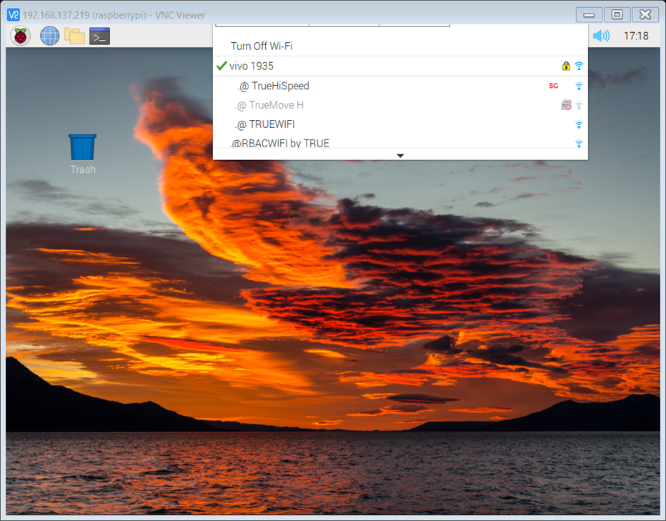 192.168.137.219 (raspberrypi) - VNC Viewer
17:18
Turn Off Wi-Fi
vivo 1935
.@ TrueHiSpeed 5G
.@ TrueMove H
.@ TRUEWIFI
.@RBACWIFI by TRUE
Trash